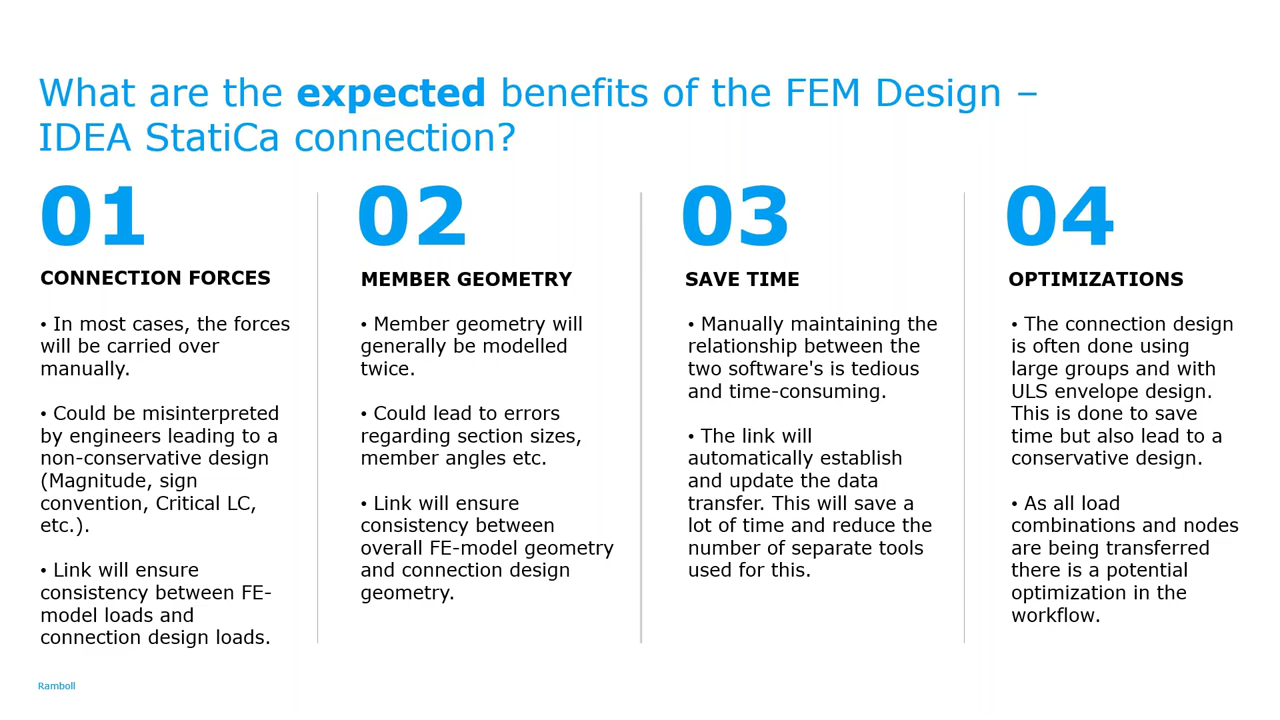 What are the expected benefits of the FEM Design –
IDEA StatiCa connection?
01
CONNECTION FORCES
• In most cases, the forces
will be carried over
manually.
• Could be misinterpreted
by engineers leading to a
non-conservative design
(Magnitude, sign
convention, Critical LC,
etc.).
• Link will ensure
consistency between FE-
model loads and
connection design loads.
02
MEMBER GEOMETRY
• Member geometry will
generally be modelled
twice.
• Could lead to errors
regarding section sizes,
member angles etc.
• Link will ensure
consistency between
overall FE-model geometry
and connection design
geometry.
03
SAVE TIME
• Manually maintaining the
relationship between the
two software's is tedious
and time-consuming.
• The link will
automatically establish
and update the data
transfer. This will save a
lot of time and reduce the
number of separate tools
used for this.
04
OPTIMIZATIONS
• The connection design
is often done using
large groups and with
ULS envelope design.
This is done to save
time but also lead to a
conservative design.
• As all load
combinations and nodes
are being transferred
there is a potential
optimization in the
workflow.
Ramboll